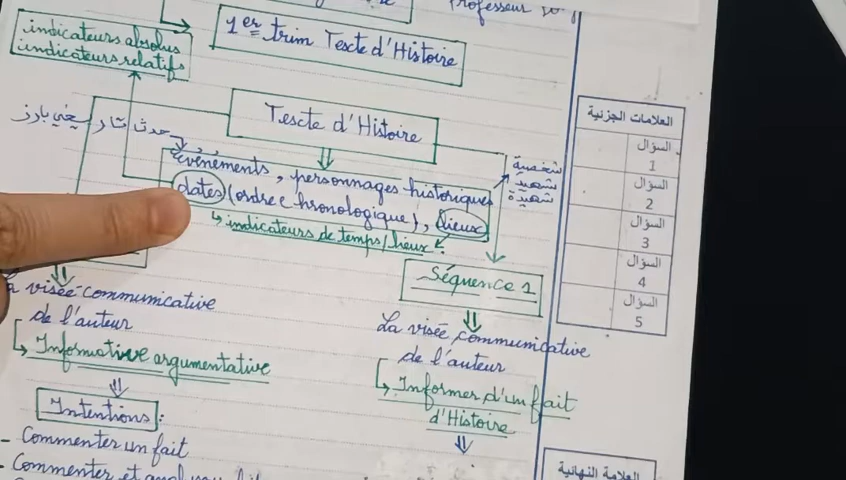 Professeur
indicateurs absolus
indicateurs relatifs
1er trim Texte d'Histoire
Texte d'Histoire
حدث تاريخي بارز
événements, personnages historiques
dates (ordre chronologique), lieux
↳ indicateurs de temps/lieux.
شخصية
شهيد
شهيدة
Séquence 1
La visée communicative
de l'auteur
↳ Informer d'un fait
d'Histoire
La visée communicative
de l'auteur
↳ Informative argumentative
Intentions:
- Commenter un fait
- Commenter et
العلامات الجزئية
السؤال
1
السؤال
2
السؤال
3
السؤال
4
السؤال
5
العلامة النهائية